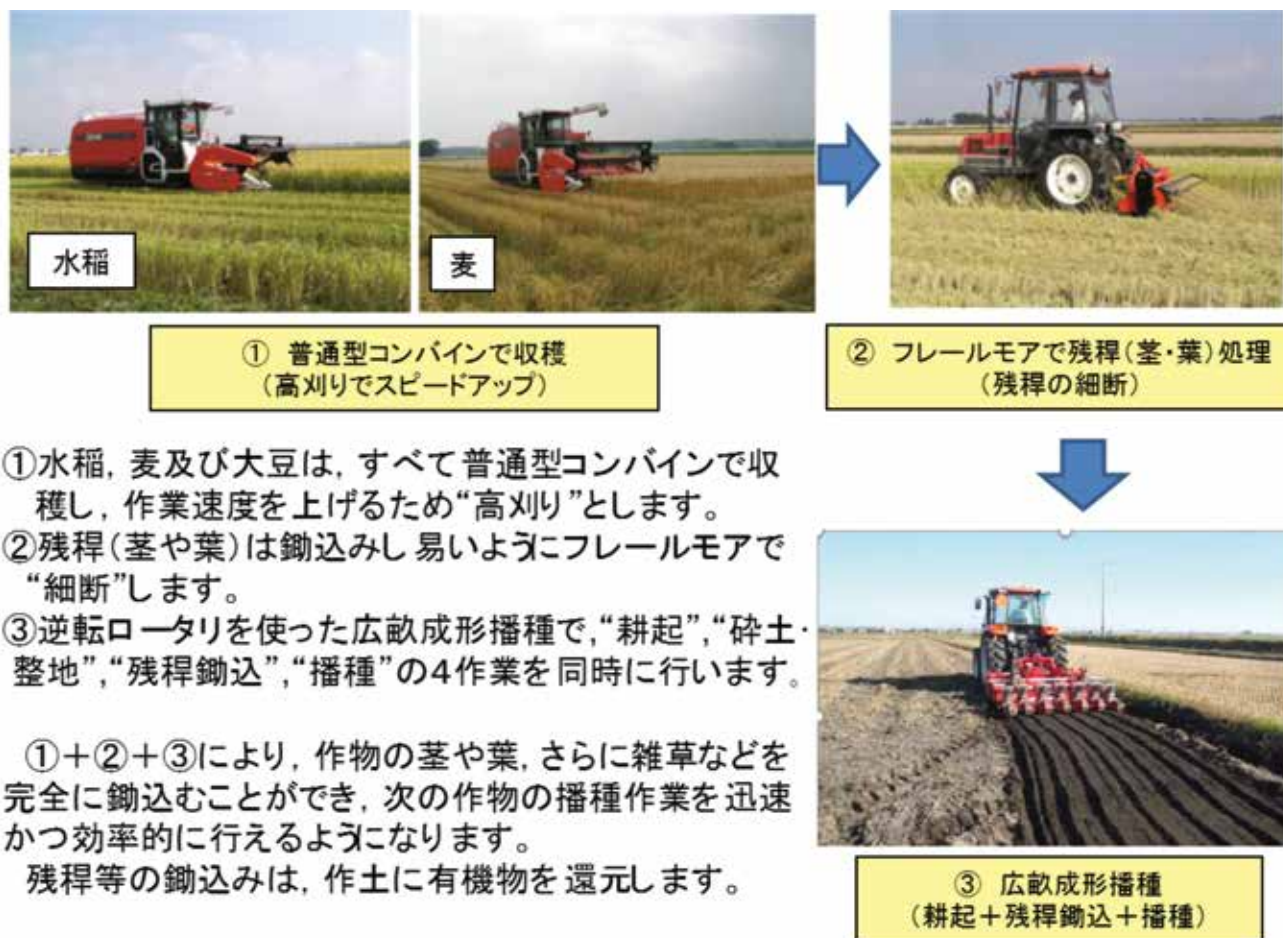 水稲
麦
① 普通型コンバインで収穫
(高刈りでスピードアップ)
② フレールモアで残稈(茎・葉)処理
(残稈の細断)
①水稲，麦及び大豆は，すべて普通型コンバインで収
穫し，作業速度を上げるため“高刈り”とします。
②残稈(茎や葉)は鋤込みし易いようにフレールモアで
“細断”します。
③逆転ロータリを使った広畝成形播種で，“耕起”，“砕土・
整地”，“残稈鋤込”，“播種”の4作業を同時に行います。
①＋②＋③により，作物の茎や葉，さらに雑草などを
完全に鋤込むことができ，次の作物の播種作業を迅速
かつ効率的に行えるようになります。
残稈等の鋤込みは，作土に有機物を還元します。
③ 広畝成形播種
(耕起＋残稈鋤込＋播種)